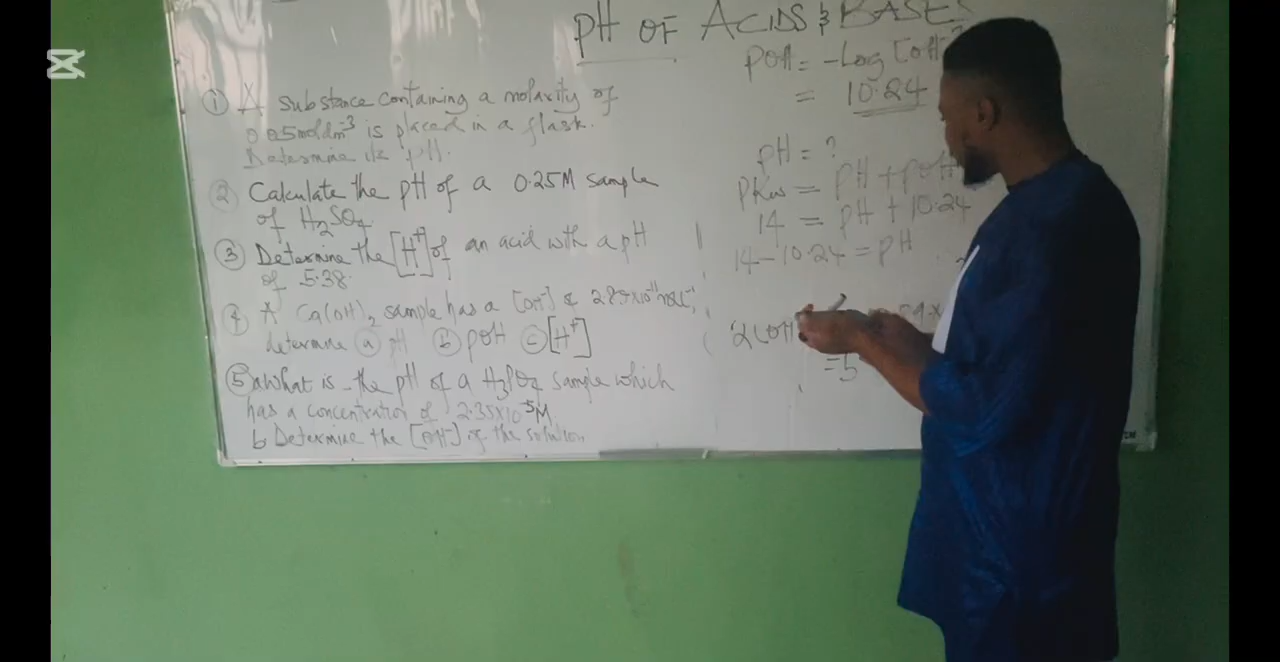 pH OF ACIDS & BASES
① A substance containing a molarity of
0.05moldm⁻³ is placed in a flask.
Determine its pH.
② Calculate the pH of a 0.25M sample
of H₂SO₄.
③ Determine the [H⁺] of an acid with a pH
of 5.38.
④ A Ca(OH)₂ sample has a [OH⁻] of
determine ⓐ pH ⓑ pOH ⓒ [H⁺]
⑤ a What is the pH of a H₃PO₄ sample which
has a concentration of 2.35x10⁻⁵M.
b Determine the [OH⁻] of the solution
POH = -Log [OH⁻]
= 10.24
pH = ?
PKw = pH + pOH
14 = pH + 10.24
14 - 10.24 = pH
2(OH
= 5